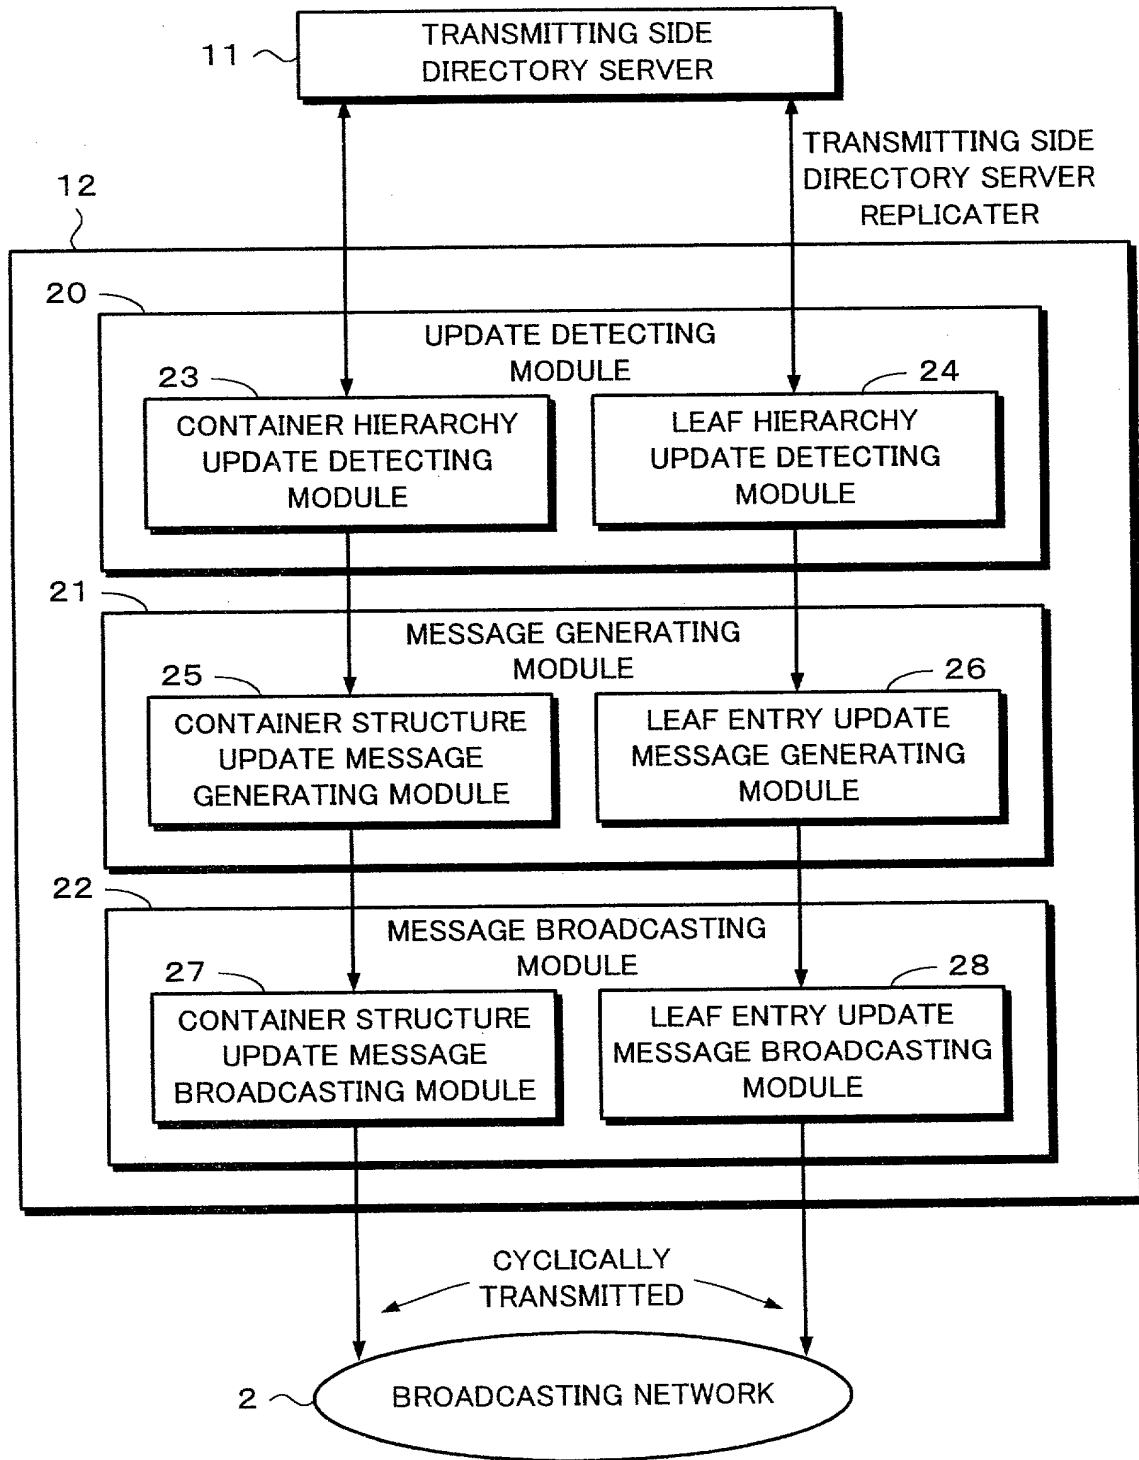 TRANSMITTING SIDE
DIRECTORY SERVER
11
TRANSMITTING SIDE
DIRECTORY SERVER
REPLICATER
12
20
UPDATE DETECTING
MODULE
23
24
CONTAINER HIERARCHY
UPDATE DETECTING
MODULE
LEAF HIERARCHY
UPDATE DETECTING
MODULE
21
MESSAGE GENERATING
MODULE
25
26
CONTAINER STRUCTURE
UPDATE MESSAGE
GENERATING MODULE
LEAF ENTRY UPDATE
MESSAGE GENERATING
MODULE
22
MESSAGE BROADCASTING
MODULE
27
28
CONTAINER STRUCTURE
UPDATE MESSAGE
BROADCASTING MODULE
LEAF ENTRY UPDATE
MESSAGE BROADCASTING
MODULE
CYCLICALLY
TRANSMITTED
2
BROADCASTING NETWORK